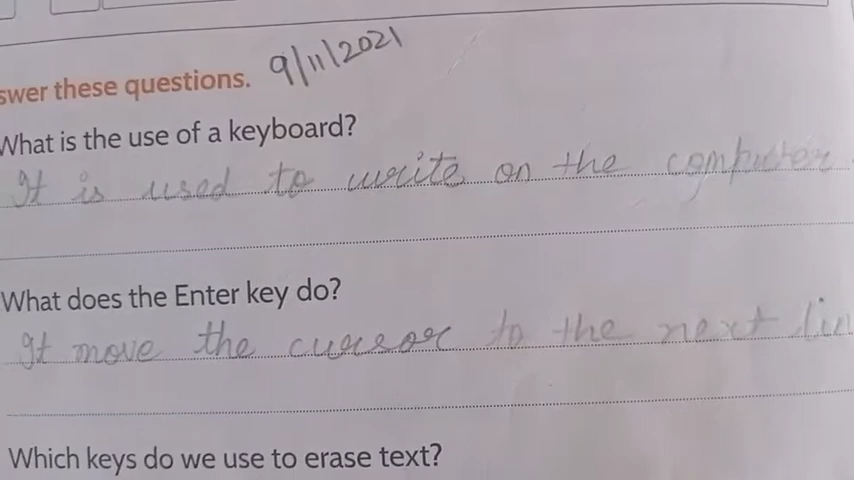 swer these questions. 9/11/2021
What is the use of a keyboard?
It is used to write on the computer
What does the Enter key do?
It move the cursor to the next lin
Which keys do we use to erase text?